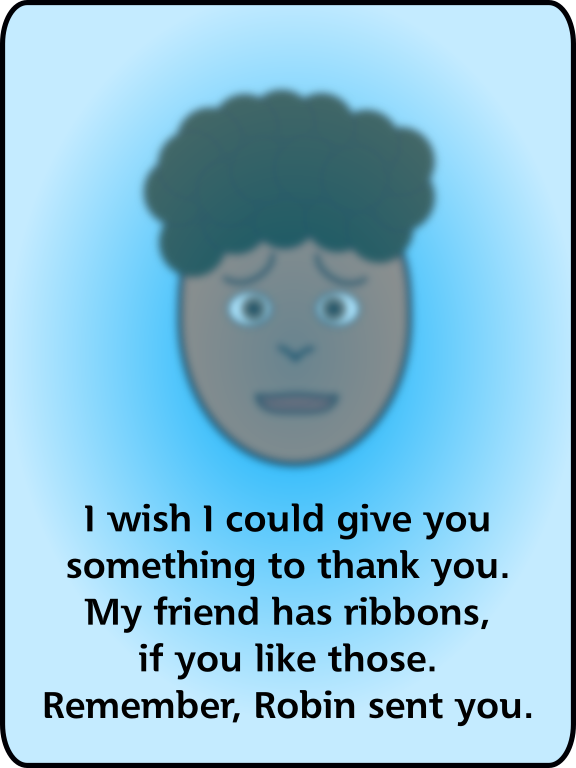 I wish I could give you
something to thank you.
My friend has ribbons,
if you like those.
Remember, Robin sent you.